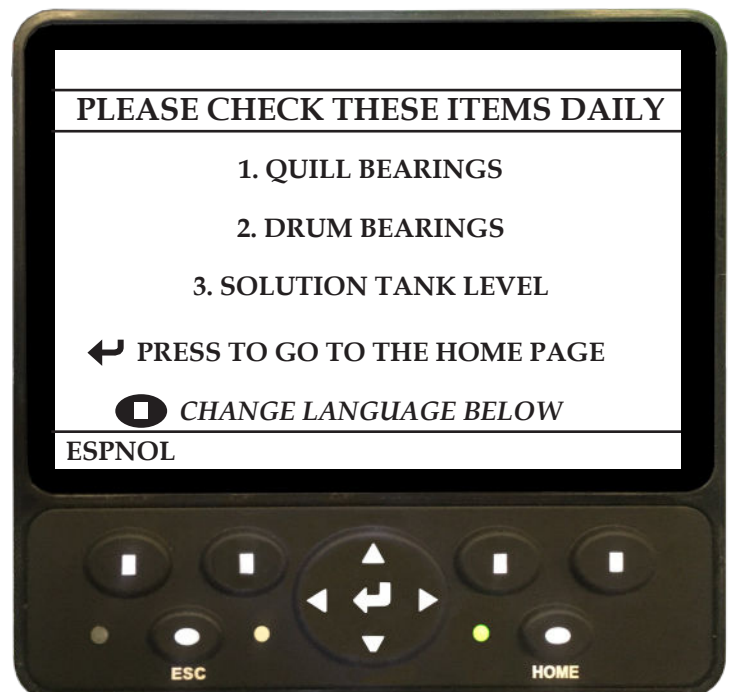 PLEASE CHECK THESE ITEMS DAILY
1. QUILL BEARINGS
2. DRUM BEARINGS
3. SOLUTION TANK LEVEL
PRESS TO GO TO THE HOME PAGE
CHANGE LANGUAGE BELOW
ESPNOL
ESC
HOME